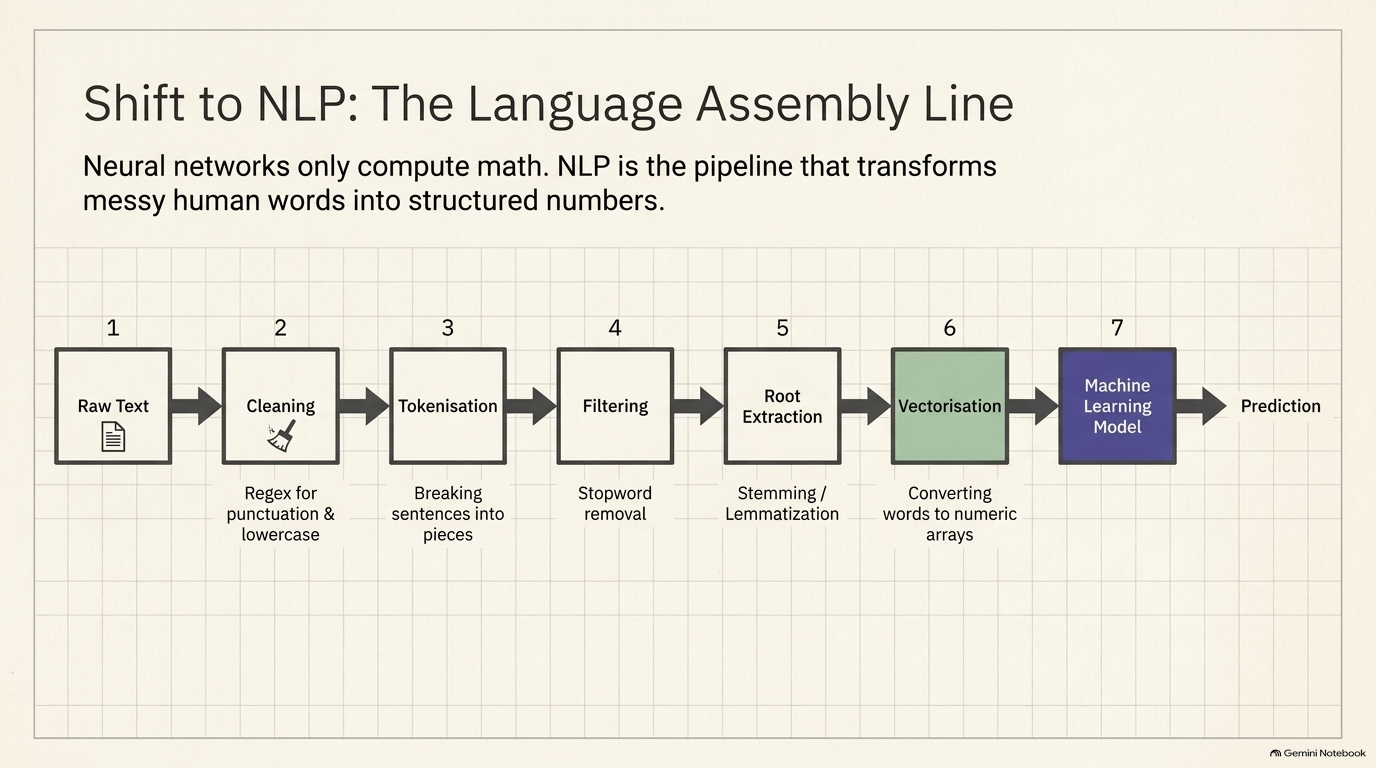 Shift to NLP: The Language Assembly Line
Neural networks only compute math. NLP is the pipeline that transforms
messy human words into structured numbers.
1
2
3
4
5
6
7
Raw Text
Cleaning
Tokenisation
Filtering
Root
Extraction
Vectorisation
Machine
Learning
Model
Prediction
Regex for
punctuation &
lowercase
Breaking
sentences into
pieces
Stopword
removal
Stemming /
Lemmatization
Converting
words to numeric
arrays
Gemini Notebook